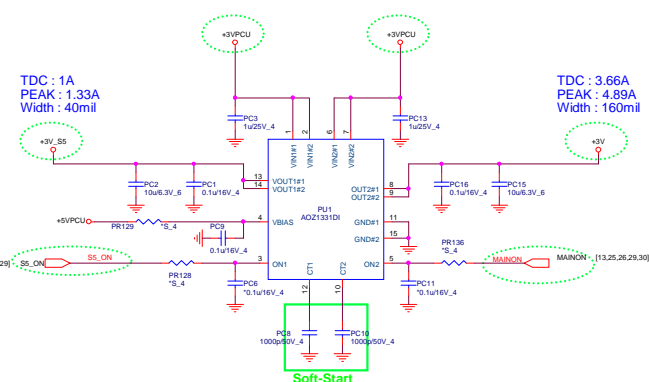 +3VPCU
+3VPCU
TDC : 1A
PEAK : 1.33A
Width : 40mil
TDC : 3.66A
PEAK : 4.89A
Width : 160mil
PC3
1u/25V_4
PC13
1u/25V_4
1
2
6
7
VIN1#1
VIN1#2
VIN2#1
VIN2#2
+3V_S5
+3V
13
14
VOUT1#1
VOUT1#2
OUT2#1
OUT2#2
8
9
PC2
10u/6.3V_6
PC1
0.1u/16V_4
PC16
0.1u/16V_4
PC15
10u/6.3V_6
PU1
AOZ1331DI
+5VPCU
PR129
*S_4
4
VBIAS
GND#1
11
GND#2
15
PC9
0.1u/16V_4
29]
S5_ON
S5_ON
PR128
*S_4
3
ON1
ON2
5
PR136
*S_4
MAINON
MAINON
[13,25,26,29,30]
CT1
CT2
12
10
PC6
*0.1u/16V_4
PC11
*0.1u/16V_4
PC8
1000p/50V_4
PC10
1000p/50V_4
Soft-Start